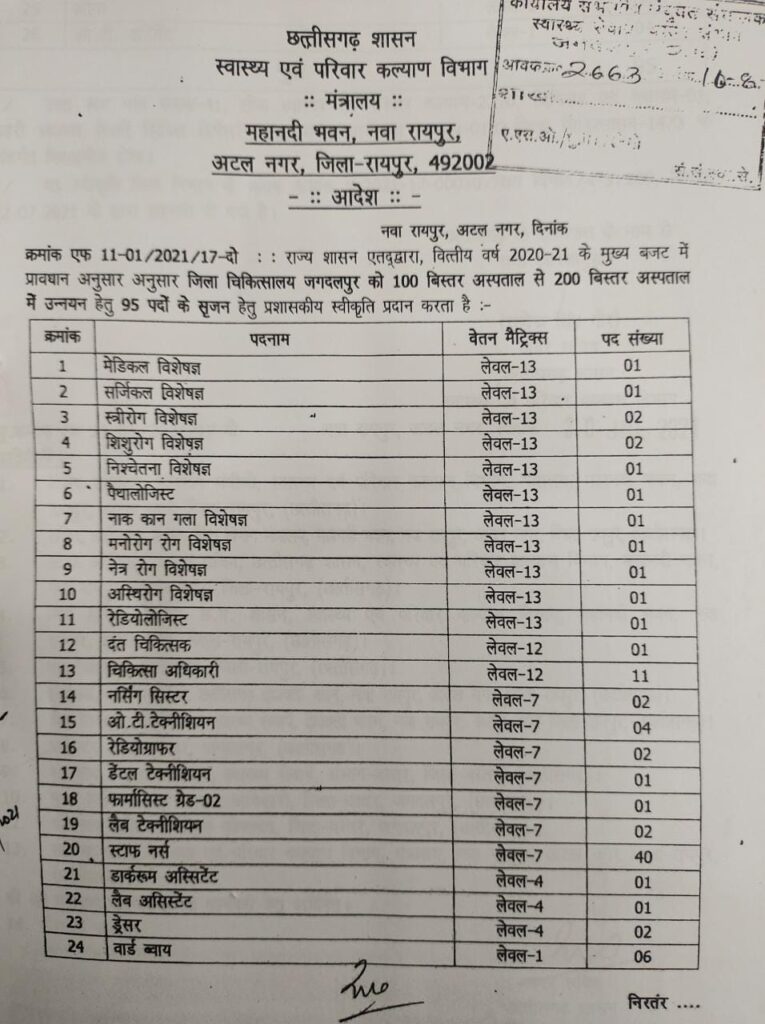 कार्यालय
स्वास्थ्य सेवायें
आवक क्र. 2663 16-8-
शाखा
ए.एस.ओ./
छत्तीसगढ़ शासन
स्वास्थ्य एवं परिवार कल्याण विभाग
:: मंत्रालय ::
महानदी भवन, नवा रायपुर,
अटल नगर, जिला-रायपुर, 492002
- :: आदेश :: -
नवा रायपुर, अटल नगर, दिनांक
क्रमांक एफ 11-01/2021/17-दो : : राज्य शासन एतद्द्वारा, वित्तीय वर्ष 2020-21 के मुख्य बजट में
प्रावधान अनुसार अनुसार जिला चिकित्सालय जगदलपुर को 100 बिस्तर अस्पताल से 200 बिस्तर अस्पताल
में उन्नयन हेतु 95 पदों के सृजन हेतु प्रशासकीय स्वीकृति प्रदान करता है :-
क्रमांक पदनाम वेतन मैट्रिक्स पद संख्या
1 मेडिकल विशेषज्ञ लेवल-13 01
2 सर्जिकल विशेषज्ञ लेवल-13 01
3 स्त्रीरोग विशेषज्ञ लेवल-13 02
4 शिशुरोग विशेषज्ञ लेवल-13 02
5 निश्चेतना विशेषज्ञ लेवल-13 01
6 पैथालोजिस्ट लेवल-13 01
7 नाक कान गला विशेषज्ञ लेवल-13 01
8 मनोरोग रोग विशेषज्ञ लेवल-13 01
9 नेत्र रोग विशेषज्ञ लेवल-13 01
10 अस्थिरोग विशेषज्ञ लेवल-13 01
11 रेडियोलोजिस्ट लेवल-13 01
12 दंत चिकित्सक लेवल-12 01
13 चिकित्सा अधिकारी लेवल-12 11
14 नर्सिंग सिस्टर लेवल-7 02
15 ओ.टी.टेक्नीशियन लेवल-7 04
16 रेडियोग्राफर लेवल-7 02
17 डेंटल टेक्नीशियन लेवल-7 01
18 फार्मासिस्ट ग्रेड-02 लेवल-7 01
19 लैब टेक्नीशियन लेवल-7 02
20 स्टाफ नर्स लेवल-7 40
21 डार्करूम अस्सिटेंट लेवल-4 01
22 लैब असिस्टेंट लेवल-4 01
23 ड्रेसर लेवल-4 02
24 वार्ड ब्वाय लेवल-1 06
निरतंर ....